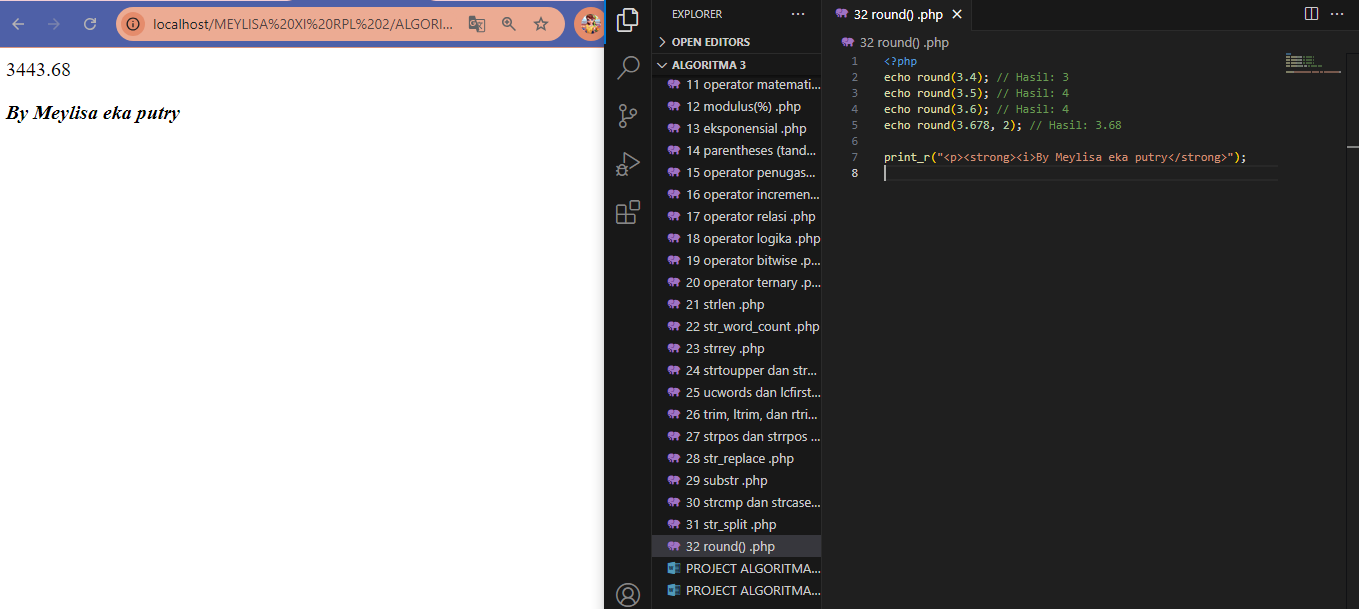 localhost/MEYLISA%20XI%20RPL%202/ALGORI...
3443.68
By Meylisa eka putry
EXPLORER
OPEN EDITORS
ALGORITMA 3
11 operator matemati...
12 modulus(%) .php
13 eksponensial .php
14 parentheses (tand...
15 operator penugas...
16 operator incremen...
17 operator relasi .php
18 operator logika .php
19 operator bitwise .p...
20 operator ternary .p...
21 strlen .php
22 str_word_count .php
23 strrey .php
24 strtoupper dan str...
25 ucwords dan lcfirst...
26 trim, ltrim, dan rtri...
27 strpos dan strrpos ...
28 str_replace .php
29 substr .php
30 strcmp dan strcase...
31 str_split .php
32 round() .php
PROJECT ALGORITMA...
PROJECT ALGORITMA...
32 round() .php
32 round() .php
1 <?php
2 echo round(3.4); // Hasil: 3
3 echo round(3.5); // Hasil: 4
4 echo round(3.6); // Hasil: 4
5 echo round(3.678, 2); // Hasil: 3.68
6
7 print_r("<p><strong><i>By Meylisa eka putry</strong>");
8